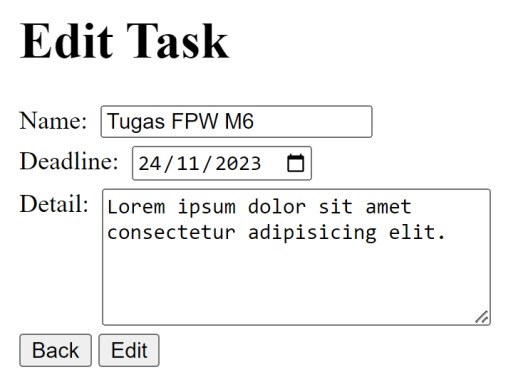 Edit Task
Name: Tugas FPW M6
Deadline: 24/11/2023
Detail: Lorem ipsum dolor sit amet
consectetur adipisicing elit.
Back Edit